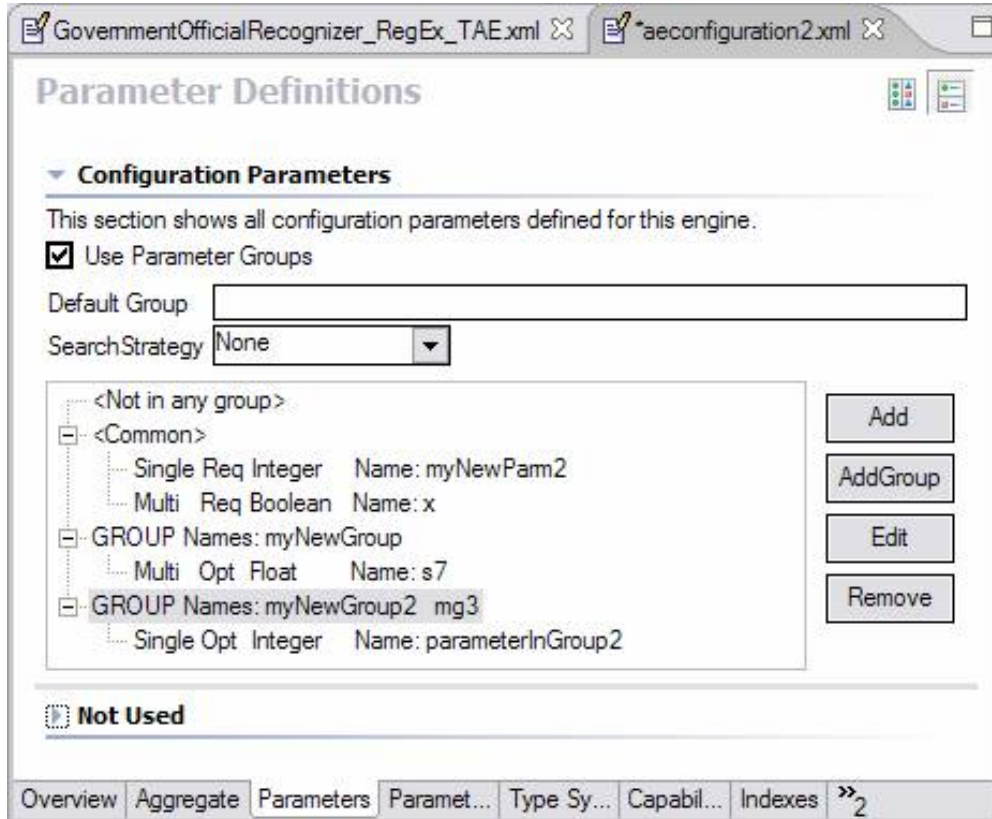 GovernmentOfficialRecognizer_RegEx_TAE.xml *aeconfiguration2.xml
Parameter Definitions
Configuration Parameters
This section shows all configuration parameters defined for this engine.
Use Parameter Groups
Default Group
SearchStrategy None
<Not in any group>
<Common>
Single Req Integer Name: myNewParm2
Multi Req Boolean Name: x
GROUP Names: myNewGroup
Multi Opt Float Name: s7
GROUP Names: myNewGroup2 mg3
Single Opt Integer Name: parameterInGroup2
Add
AddGroup
Edit
Remove
Not Used
Overview Aggregate Parameters Paramet... Type Sy... Capabil... Indexes »2